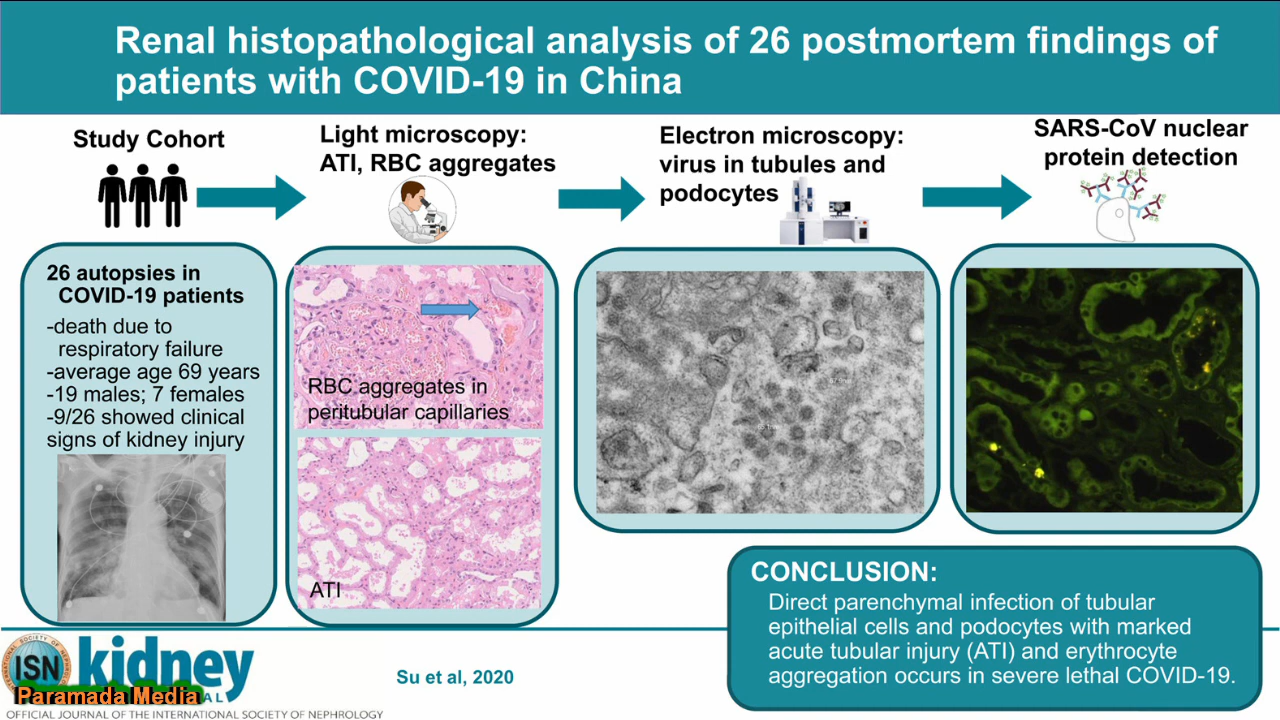 Renal histopathological analysis of 26 postmortem findings of
patients with COVID-19 in China
Study Cohort
Light microscopy:
ATI, RBC aggregates
Electron microscopy:
virus in tubules and
podocytes
SARS-CoV nuclear
protein detection
26 autopsies in
COVID-19 patients
-death due to
respiratory failure
-average age 69 years
-19 males; 7 females
-9/26 showed clinical
signs of kidney injury
RBC aggregates in
peritubular capillaries
ATI
CONCLUSION:
Direct parenchymal infection of tubular
epithelial cells and podocytes with marked
acute tubular injury (ATI) and erythrocyte
aggregation occurs in severe lethal COVID-19.
ISN
kidney
Paramada Media
OFFICIAL JOURNAL OF THE INTERNATIONAL SOCIETY OF NEPHROLOGY
Su et al, 2020